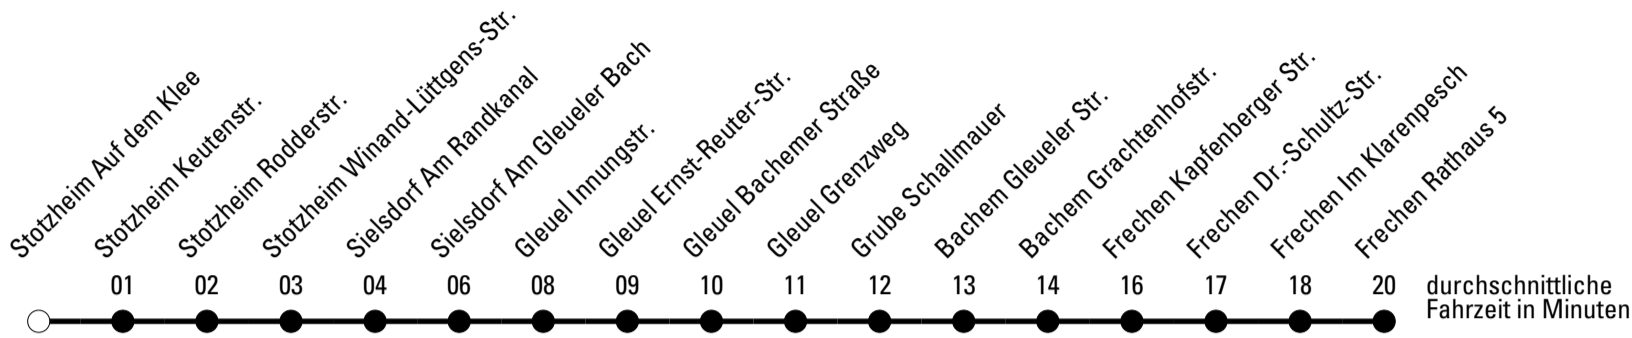 Stotzheim Auf dem Klee
Stotzheim Keutenstr.
Stotzheim Rodderstr.
Stotzheim Winand-Lüttgens-Str.
Sielsdorf Am Randkanal
Sielsdorf Am Gleueler Bach
Gleuel Innungstr.
Gleuel Ernst-Reuter-Str.
Gleuel Bachemer Straße
Gleuel Grenzweg
Grube Schallmauer
Bachem Gleueler Str.
Bachem Grachtenhofstr.
Frechen Kapfenberger Str.
Frechen Dr.-Schultz-Str.
Frechen Im Klarenpesch
Frechen Rathaus 5
01 02 03 04 06 08 09 10 11 12 13 14 16 17 18 20
durchschnittliche
Fahrzeit in Minuten